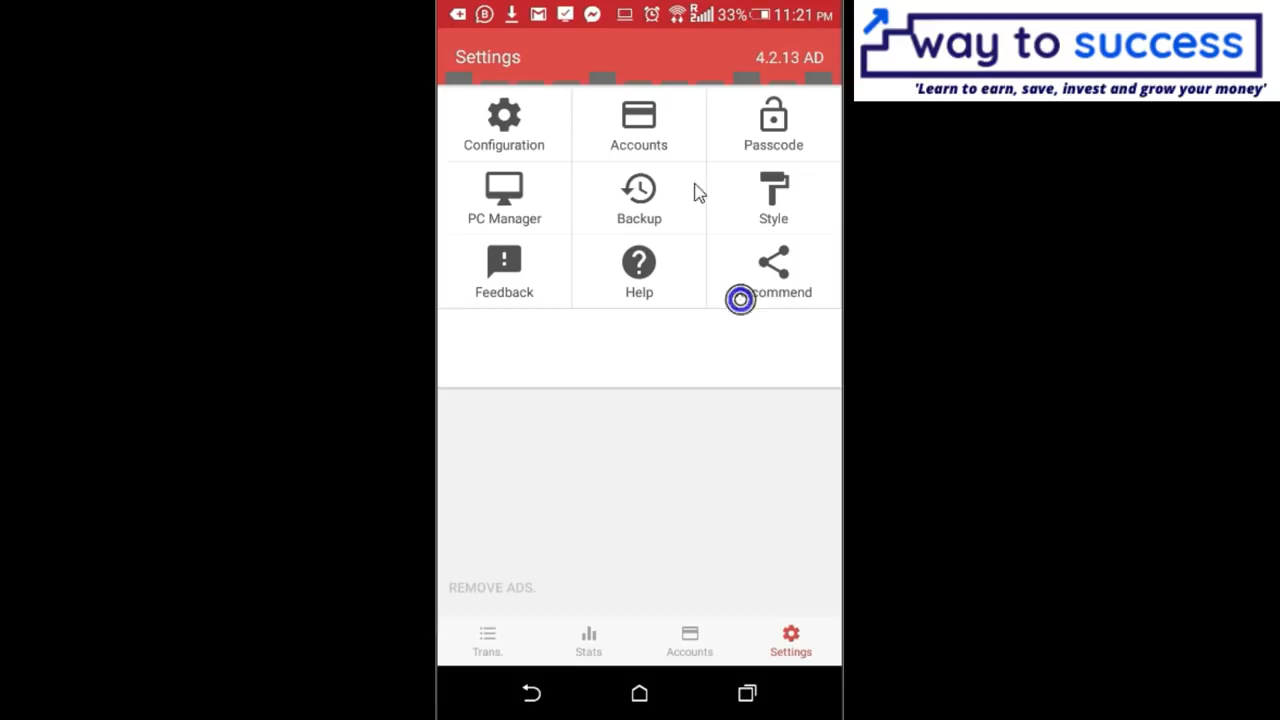 33% 11:21 PM
way to success
'Learn to earn, save, invest and grow your money'
Settings 4.2.13 AD
Configuration Accounts Passcode
PC Manager Backup Style
Feedback Help commend
REMOVE ADS.
Trans. Stats Accounts Settings